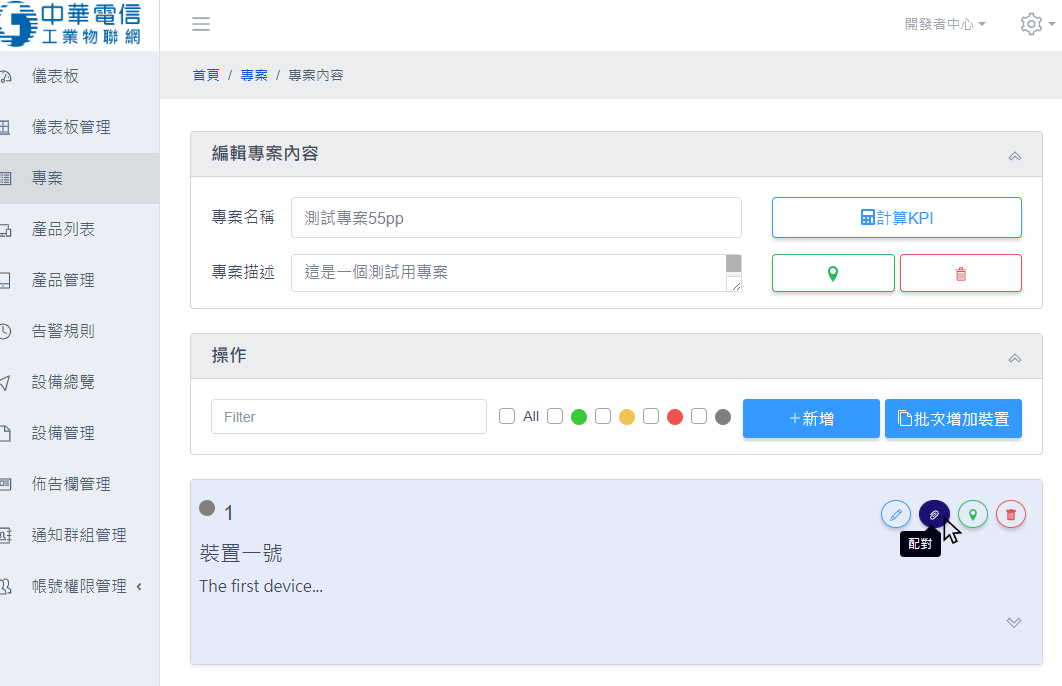 中華電信
工業物聯網
開發者中心
儀表板
儀表板管理
專案
產品列表
產品管理
告警規則
設備總覽
設備管理
佈告欄管理
通知群組管理
帳號權限管理
首頁 / 專案 / 專案內容
編輯專案內容
專案名稱 測試專案55pp 計算KPI
專案描述 這是一個測試用專案
操作
Filter All +新增 批次增加裝置
1
配對
裝置一號
The first device...